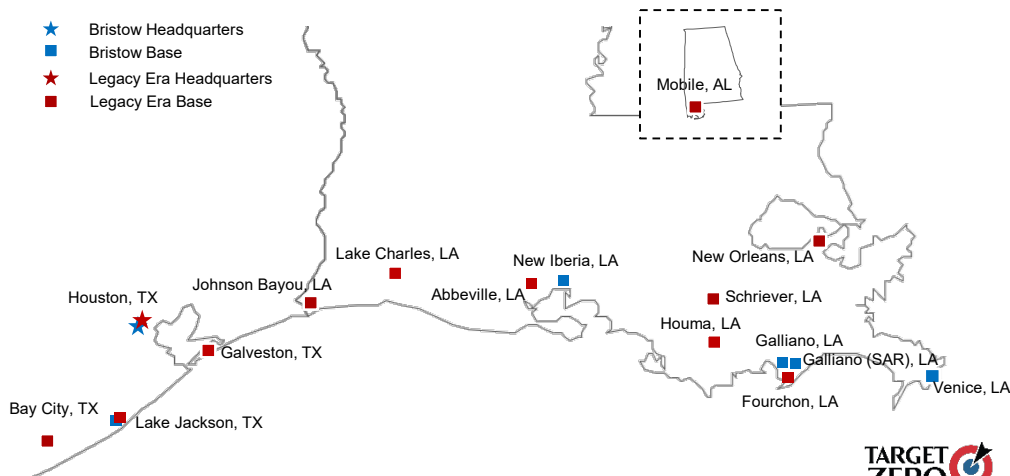 Bristow Headquarters
Bristow Base
Legacy Era Headquarters
Legacy Era Base
Mobile, AL
New Orleans, LA
Lake Charles, LA
New Iberia, LA
Johnson Bayou, LA
Abbeville, LA
Schriever, LA
Houston, TX
Houma, LA
Galliano, LA
Galveston, TX
Galliano (SAR), LA
Venice, LA
Fourchon, LA
Bay City, TX
Lake Jackson, TX
TARGET
ZERO